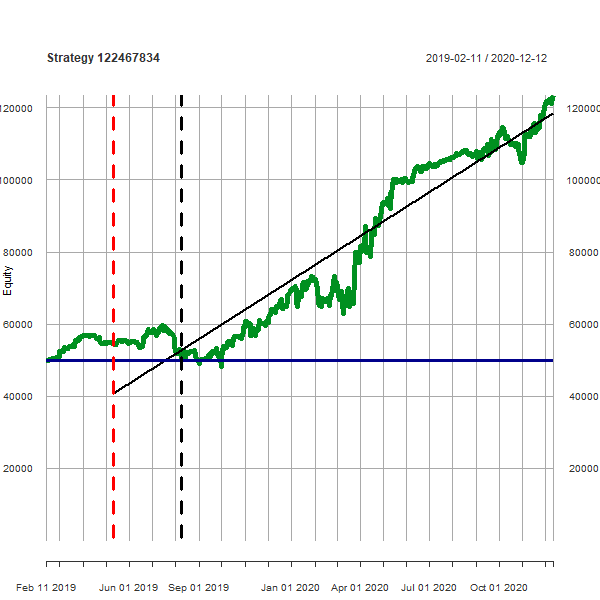 Strategy 122467834 2019-02-11 / 2020-12-12
120000 120000
100000 100000
80000 80000
Equity
60000 60000
40000 40000
20000 20000
Feb 11 2019 Jun 01 2019 Sep 01 2019 Jan 01 2020 Apr 01 2020 Jul 01 2020 Oct 01 2020